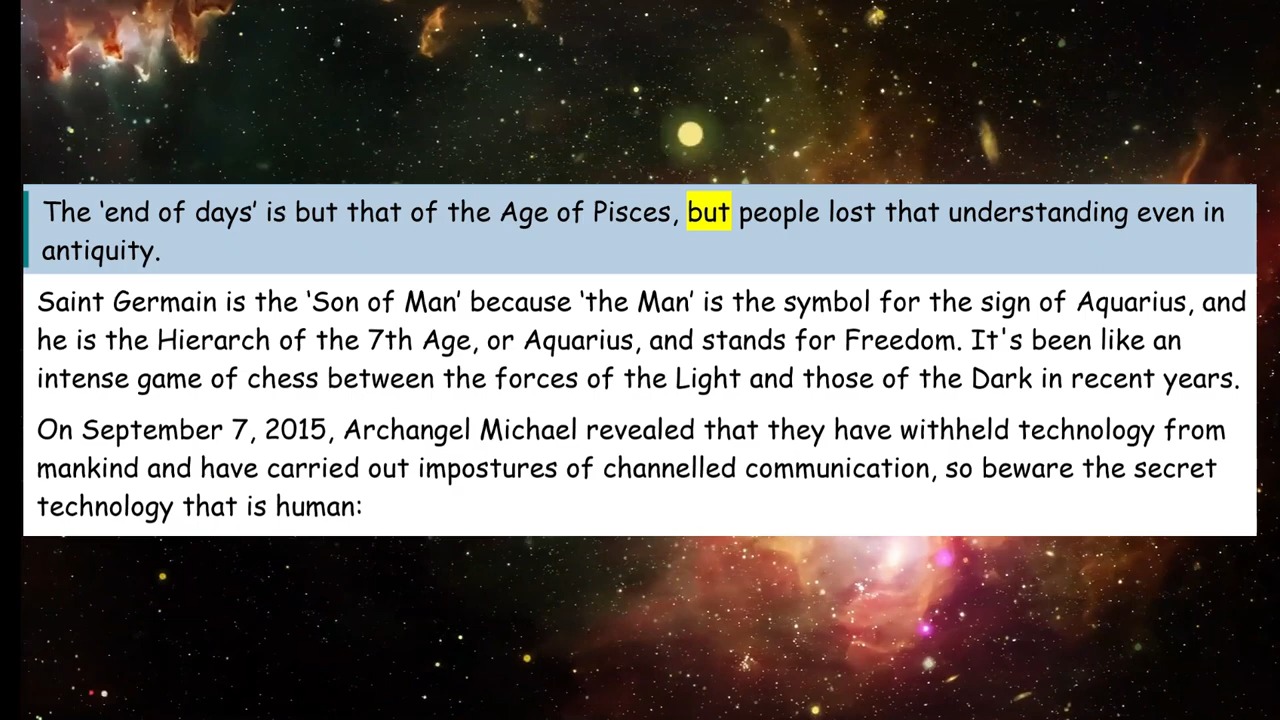 The ‘end of days’ is but that of the Age of Pisces, but people lost that understanding even in
antiquity.
Saint Germain is the ‘Son of Man’ because ‘the Man’ is the symbol for the sign of Aquarius, and
he is the Hierarch of the 7th Age, or Aquarius, and stands for Freedom. It's been like an
intense game of chess between the forces of the Light and those of the Dark in recent years.
On September 7, 2015, Archangel Michael revealed that they have withheld technology from
mankind and have carried out impostures of channelled communication, so beware the secret
technology that is human: